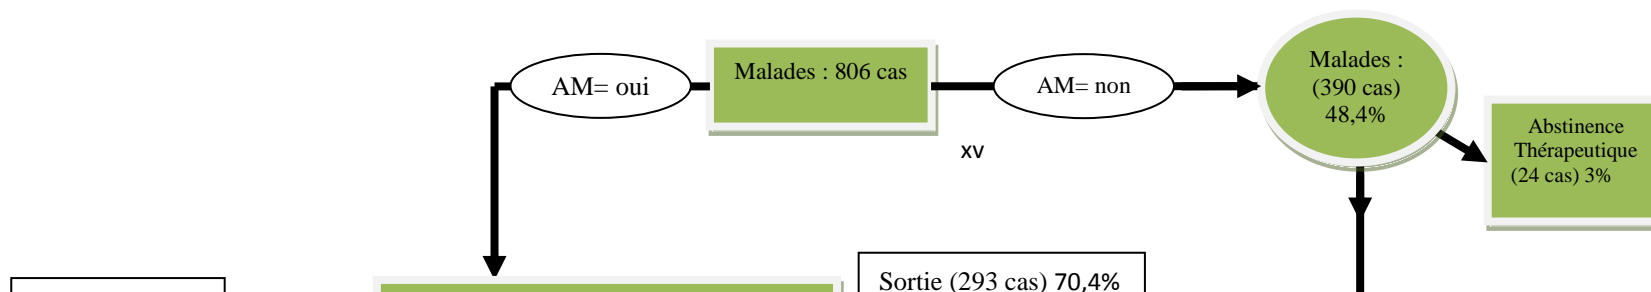 AM= oui
Malades : 806 cas
AM= non
Malades :
(390 cas)
48,4%
Abstinence
Thérapeutique
(24 cas) 3%
xv
Sortie (293 cas) 70,4%